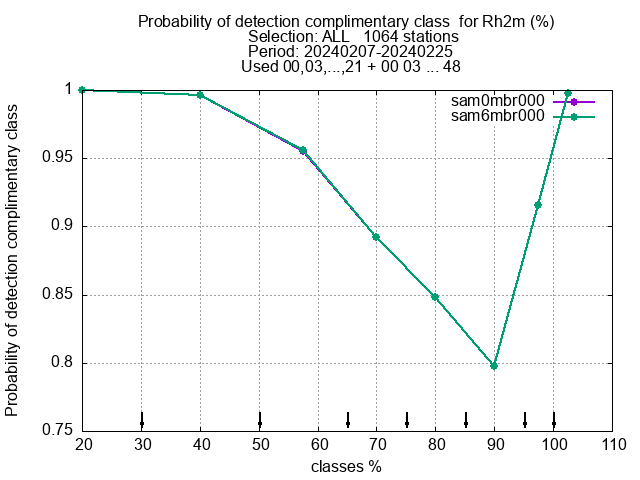 Probability of detection complimentary class  for Rh2m (%)
Selection: ALL   1064 stations
Period: 20240207-20240225
Used 00,03,...,21 + 00 03 ... 48
sam0mbr000
sam6mbr000
Probability of detection complimentary class
1
0.95
0.9
0.85
0.8
0.75
20 30 40 50 60 70 80 90 100 110
classes %